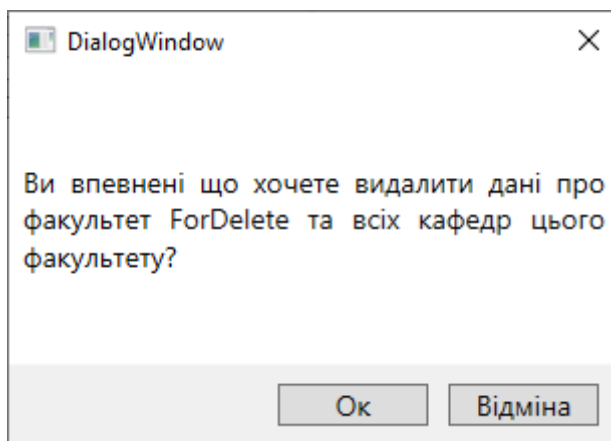 DialogWindow
Ви впевнені що хочете видалити дані про
факультет ForDelete та всіх кафедр цього
факультету?
Ок
Відміна